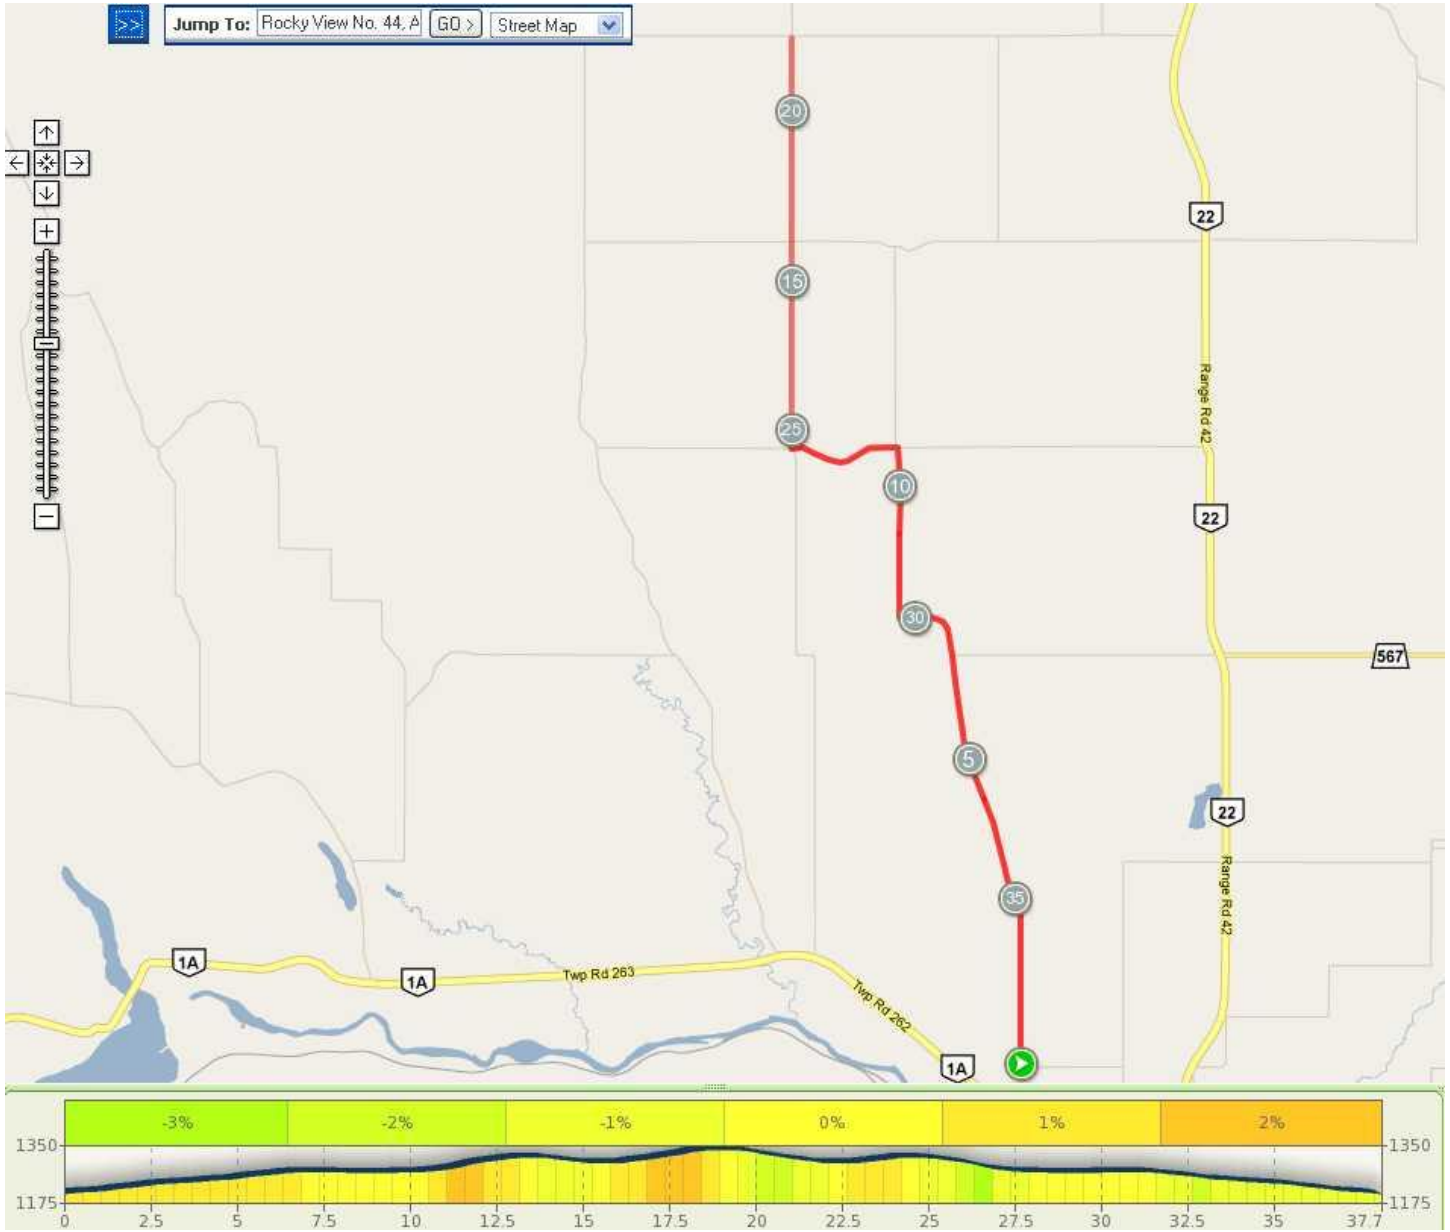 >> Jump To: Rocky View No. 44, A GO > Street Map
20
22
15
Range Rd 42
25
10
22
30
567
5
22
Range Rd 42
35
1A
1A
Twp Rd 263
Twp Rd 262
1A
-3% -2% -1% 0% 1% 2%
1350 1350
1175 1175
0 2.5 5 7.5 10 12.5 15 17.5 20 22.5 25 27.5 30 32.5 35 37.7